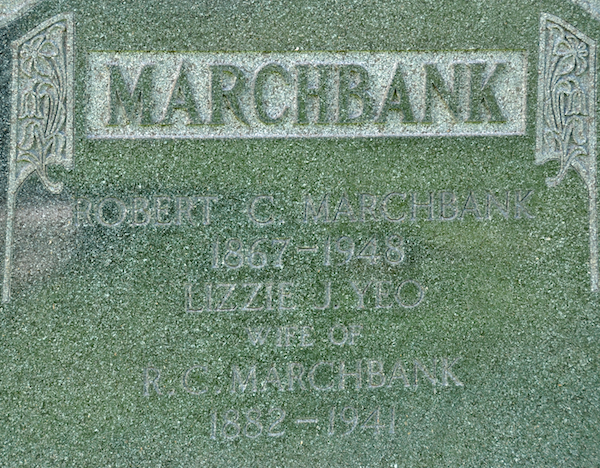 MARCHBANK
ROBERT C. MARCHBANK
1867-1948
LIZZIE J. YEO
WIFE OF
R.C. MARCHBANK
1882-1941